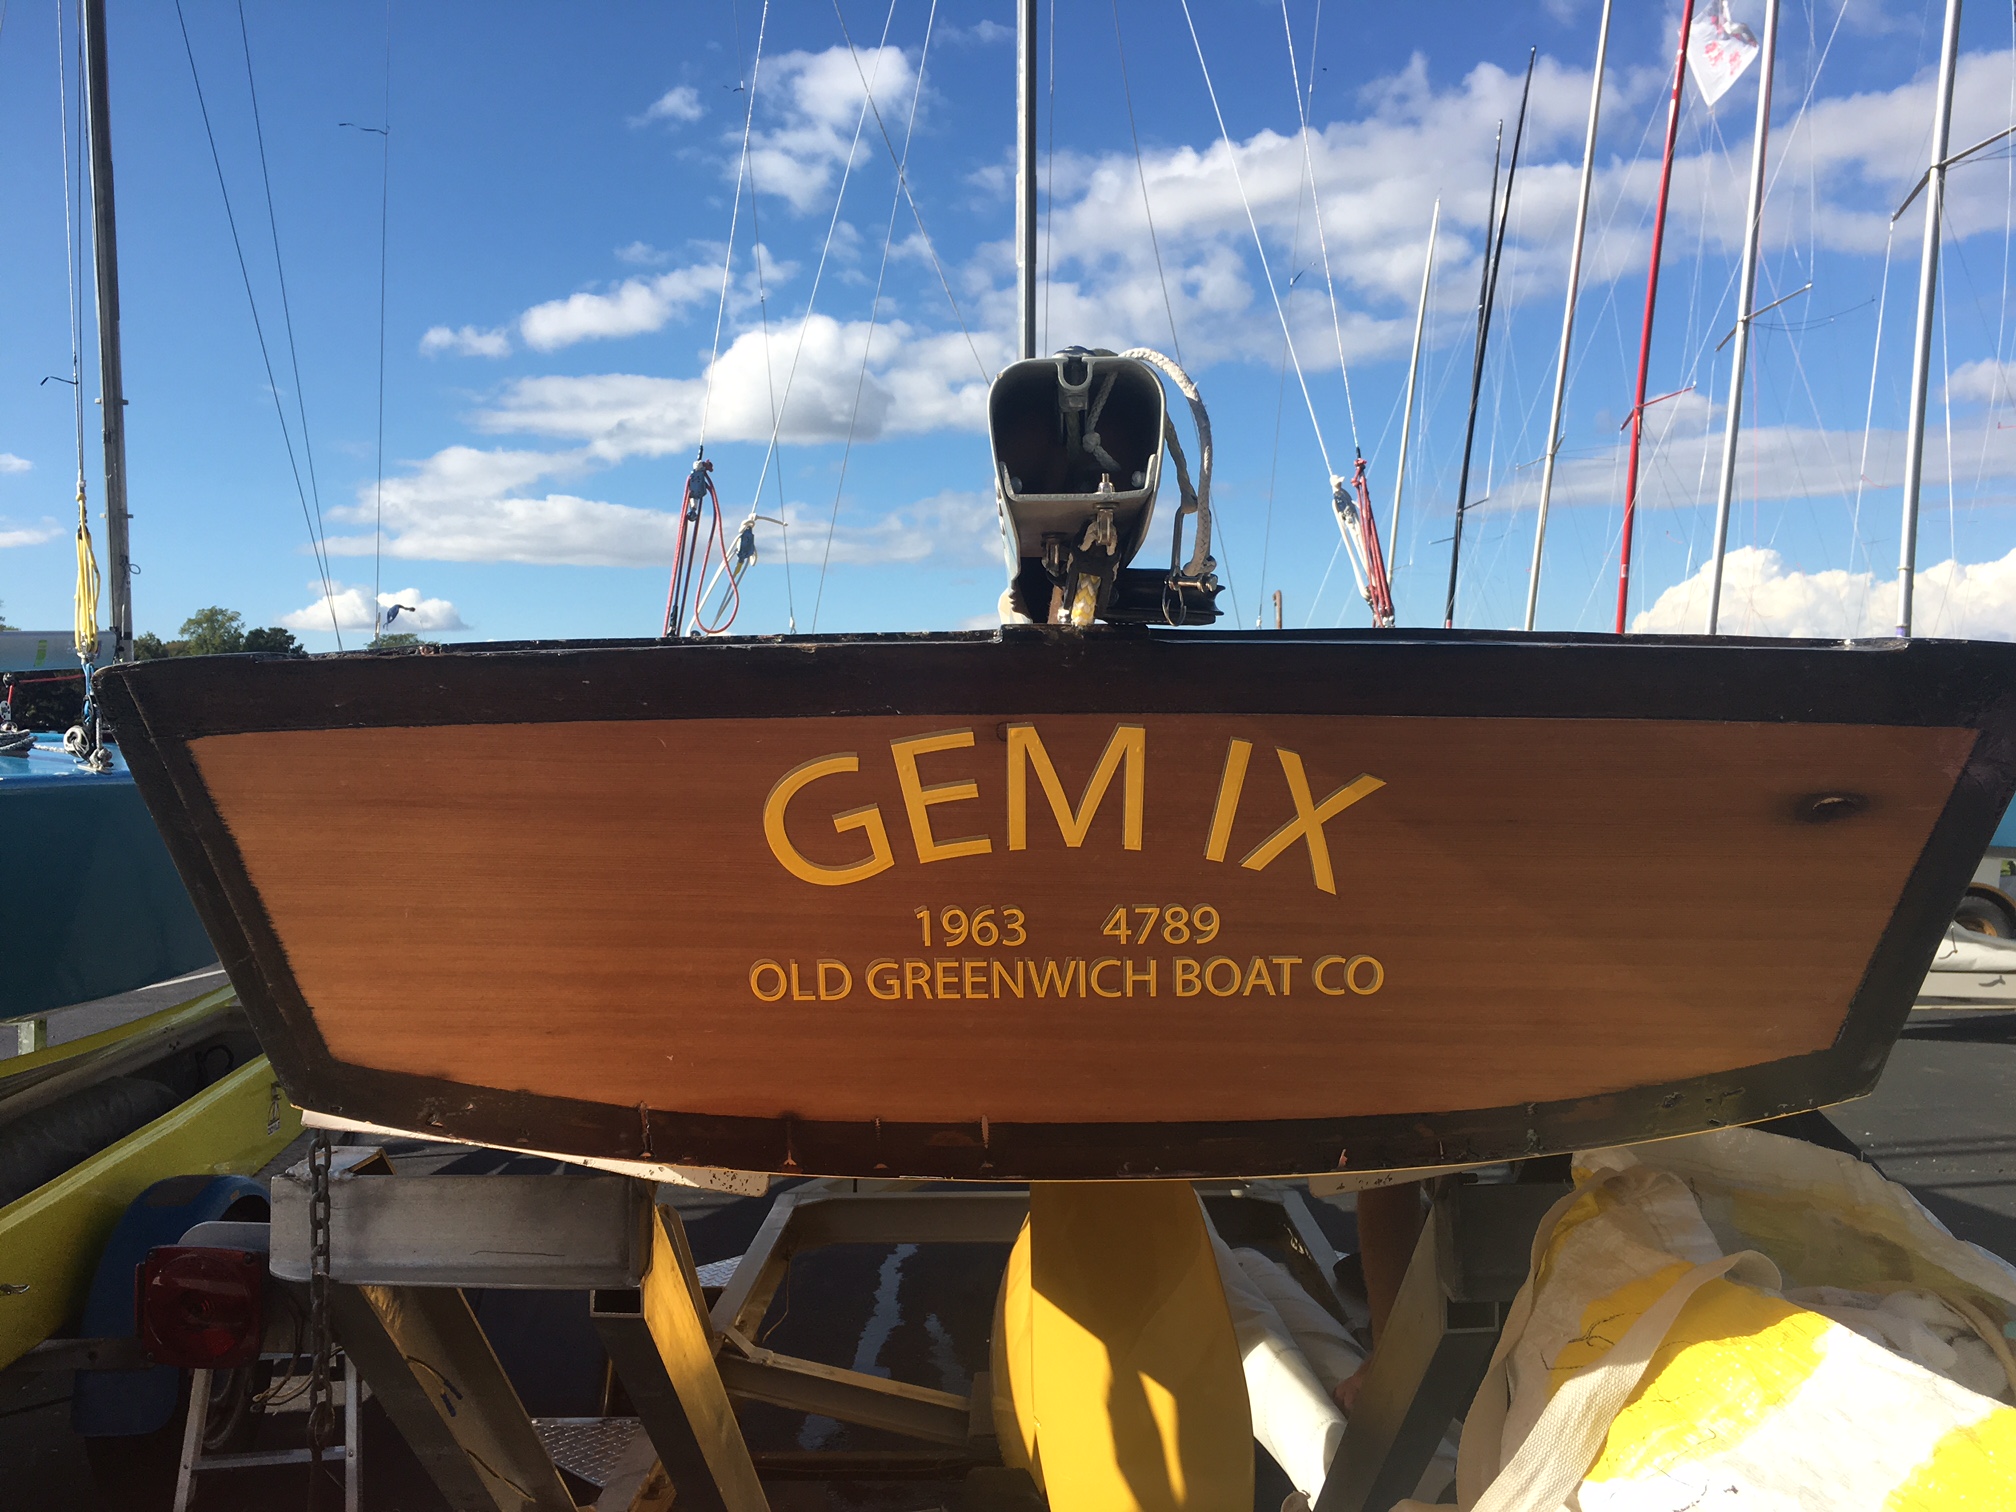 GEM IX
1963 4789
OLD GREENWICH BOAT CO